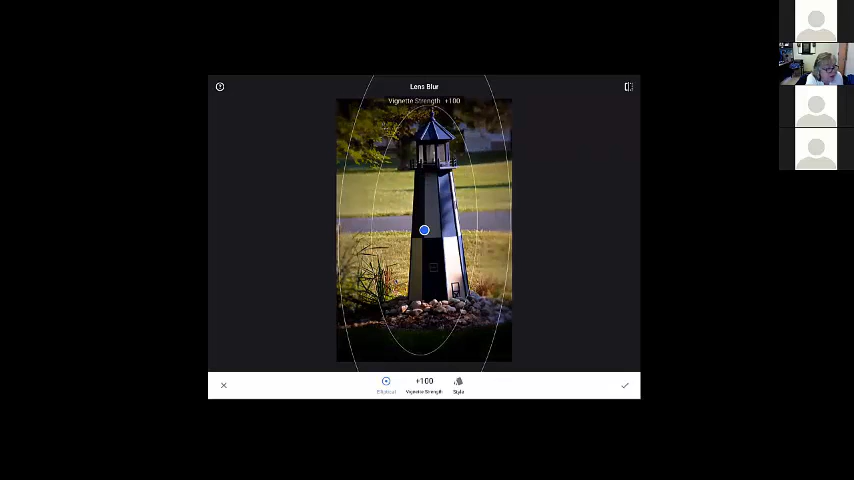 Lens Blur
Vignette Strength +100
+100
Elliptical
Vignette Strength
Style